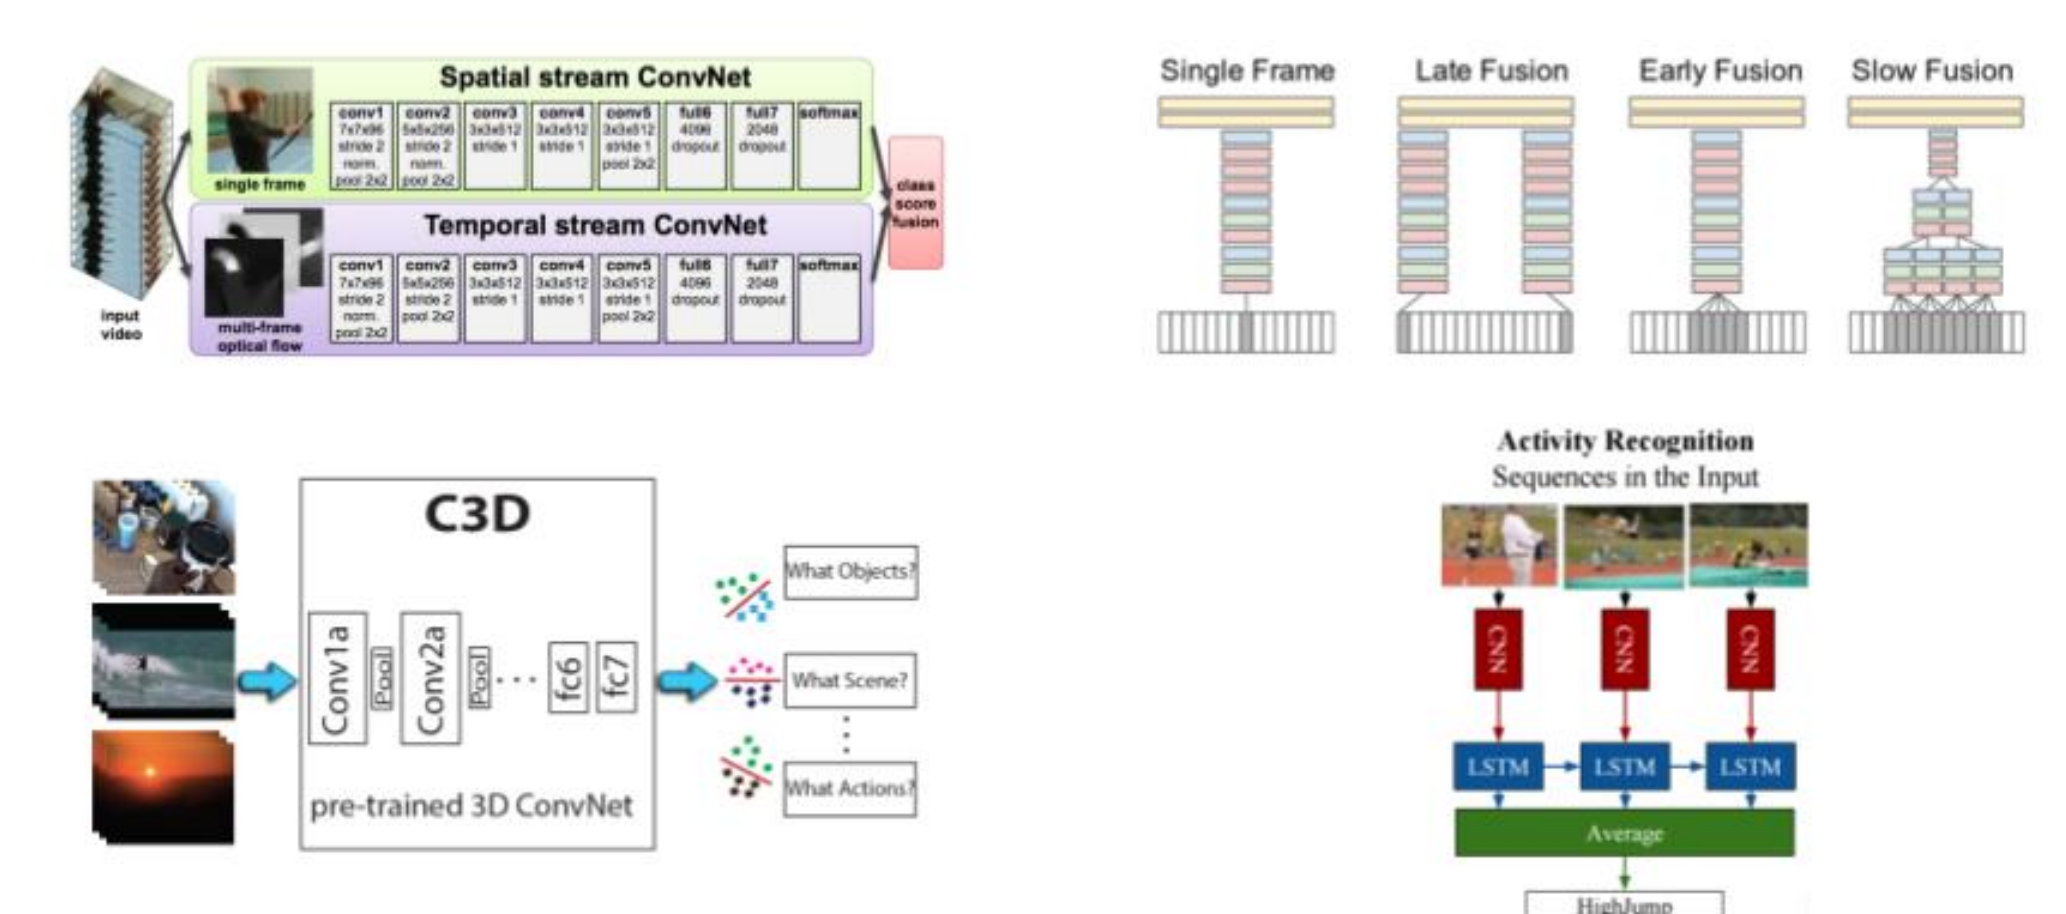 Spatial stream ConvNet
single frame
conv1
7x7x96
stride 2
norm.
pool 2x2
conv2
5x5x256
stride 2
norm.
pool 2x2
conv3
3x3x512
stride 1
conv4
3x3x512
stride 1
conv5
3x3x512
stride 1
pool 2x2
full6
4096
dropout
full7
2048
dropout
softmax
Temporal stream ConvNet
input
video
multi-frame
optical flow
conv1
7x7x96
stride 2
norm.
pool 2x2
conv2
5x5x256
stride 2
pool 2x2
conv3
3x3x512
stride 1
conv4
3x3x512
stride 1
conv5
3x3x512
stride 1
pool 2x2
full6
4096
dropout
full7
2048
dropout
softmax
class
score
fusion
Single Frame
Late Fusion
Early Fusion
Slow Fusion
C3D
Conv1a
Pool
Conv2a
Pool
...
fc6
fc7
pre-trained 3D ConvNet
What Objects?
What Scene?
What Actions?
Activity Recognition
Sequences in the Input
CNN
CNN
CNN
LSTM
LSTM
LSTM
Average
HighJump